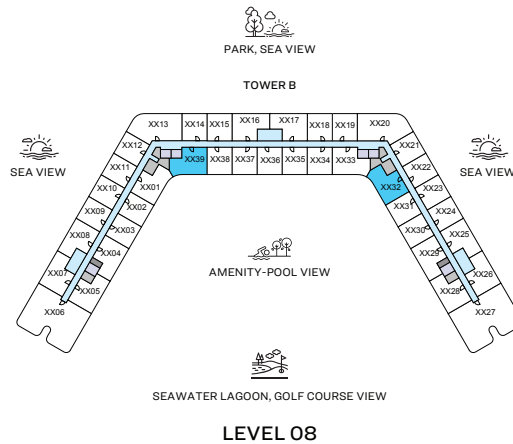 PARK, SEA VIEW
TOWER B
XX13
XX14
XX15
XX16
XX17
XX18
XX19
XX20
XX12
XX39
XX38
XX37
XX36
XX35
XX34
XX33
XX21
SEA VIEW
SEA VIEW
XX11
XX01
XX32
XX22
XX10
XX02
XX31
XX23
XX09
XX03
XX30
XX24
XX08
XX04
XX29
XX25
XX07
XX05
XX28
XX26
XX06
XX27
AMENITY-POOL VIEW
SEAWATER LAGOON, GOLF COURSE VIEW
LEVEL 08